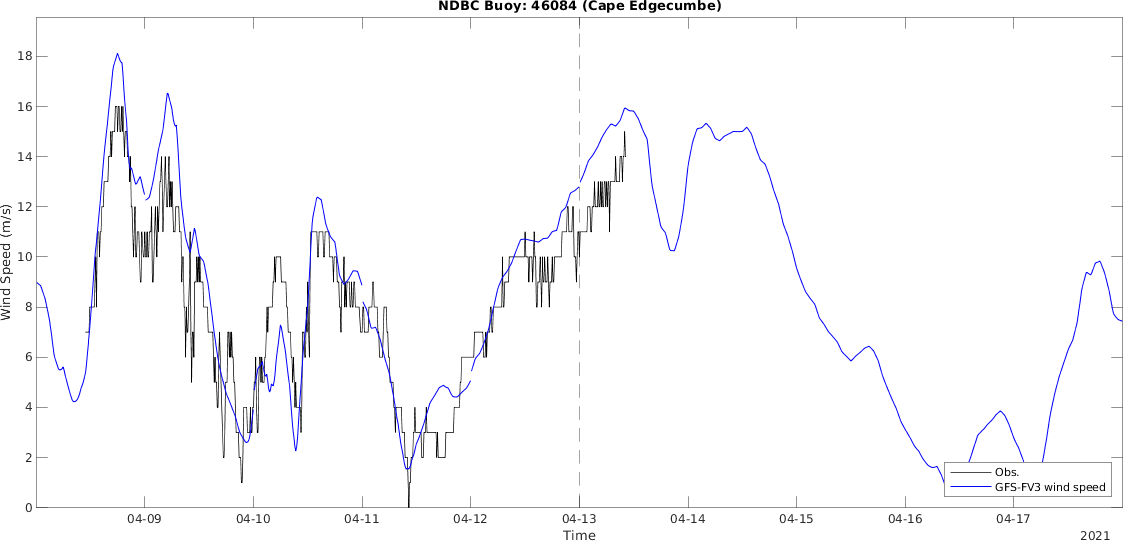 NDBC Buoy: 46084 (Cape Edgecumbe)
18
16
14
12
10
8
6
4
2
0
Wind Speed (m/s)
Obs.
GFS-FV3 wind speed
04-09 04-10 04-11 04-12 04-13 04-14 04-15 04-16 04-17
Time
2021